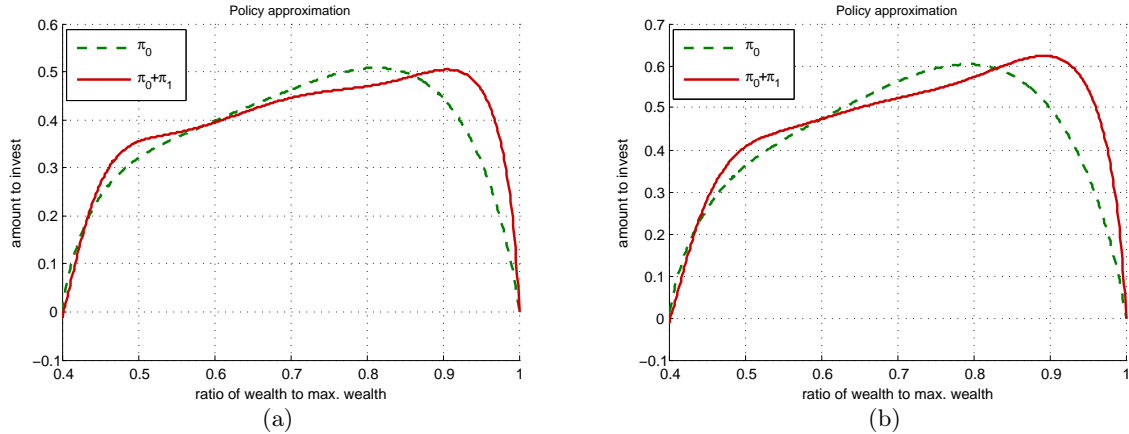 Policy approximation
0.6
0.5
0.4
0.3
0.2
0.1
0
−0.1
amount to invest
π0
π0+π1
0.4 0.5 0.6 0.7 0.8 0.9 1
ratio of wealth to max. wealth
(a)
Policy approximation
0.7
0.6
0.5
0.4
0.3
0.2
0.1
0
−0.1
amount to invest
π0
π0+π1
0.4 0.5 0.6 0.7 0.8 0.9 1
ratio of wealth to max. wealth
(b)